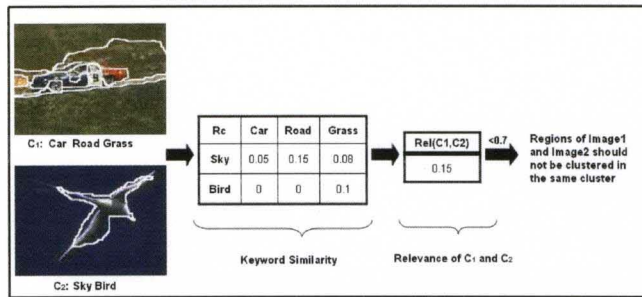 C1: Car Road Grass
C2: Sky Bird
Rc Car Road Grass
Sky 0.05 0.15 0.08
Bird 0 0 0.1
Keyword Similarity
Rel(C1,C2)
0.15
Relevance of C1 and C2
<0.7
Regions of Image1
and Image2 should
not be clustered in
the same cluster